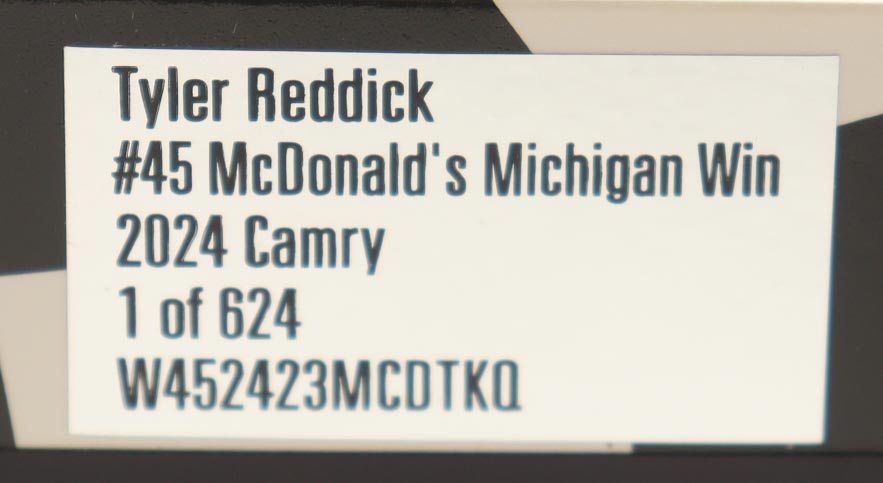 Tyler Reddick
#45 McDonald's Michigan Win
2024 Camry
1 of 624
W452423MCDTKQ